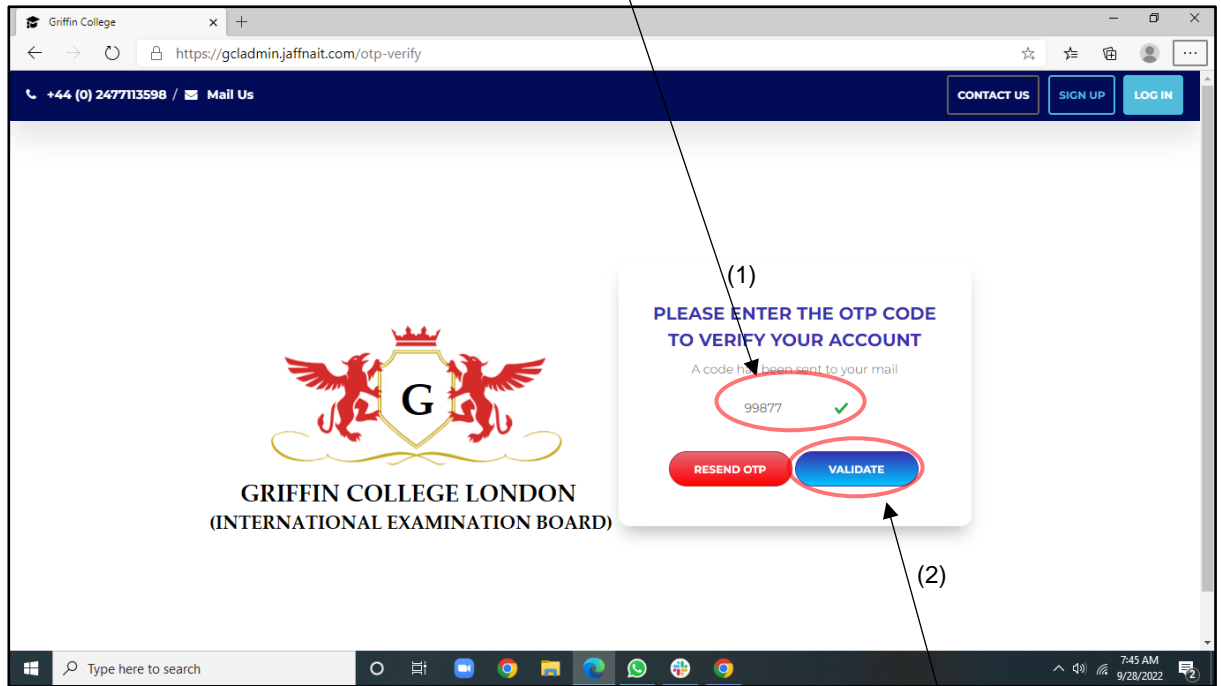 Griffin College
https://gcladmin.jaffnait.com/otp-verify
+44 (0) 2477113598 / Mail Us
CONTACT US
SIGN UP
LOG IN
(1)
PLEASE ENTER THE OTP CODE
TO VERIFY YOUR ACCOUNT
A code has been sent to your mail
99877
RESEND OTP
VALIDATE
G
GRIFFIN COLLEGE LONDON
(INTERNATIONAL EXAMINATION BOARD)
(2)
Type here to search
7:45 AM
9/28/2022
2